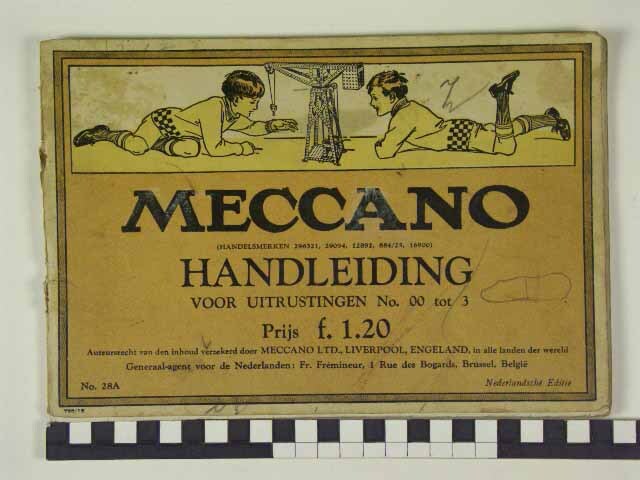 MECCANO
(HANDELSMERKEN 296321, 29094, 12892, 884/25, 16900)
HANDLEIDING
VOOR UITRUSTINGEN No. 00 tot 3
Prijs f. 1.20
Auteursrecht van den inhoud verzekerd door MECCANO LTD., LIVERPOOL, ENGELAND, in alle landen der wereld
Generaal-agent voor de Nederlanden: Fr. Frémineur, 1 Rue des Bogards, Brussel, België
No. 28A
Nederlandsche Editie